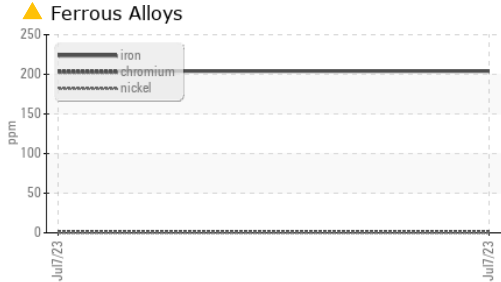 Ferrous Alloys
250
200
150
100
50
0
ppm
iron
chromium
nickel
Jul7/23
Jul7/23